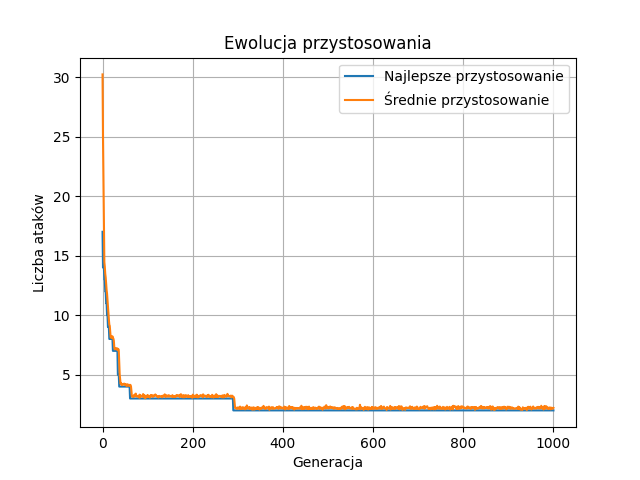 Ewolucja przystosowania
Najlepsze przystosowanie
Średnie przystosowanie
Liczba ataków
30
25
20
15
10
5
0 200 400 600 800 1000
Generacja